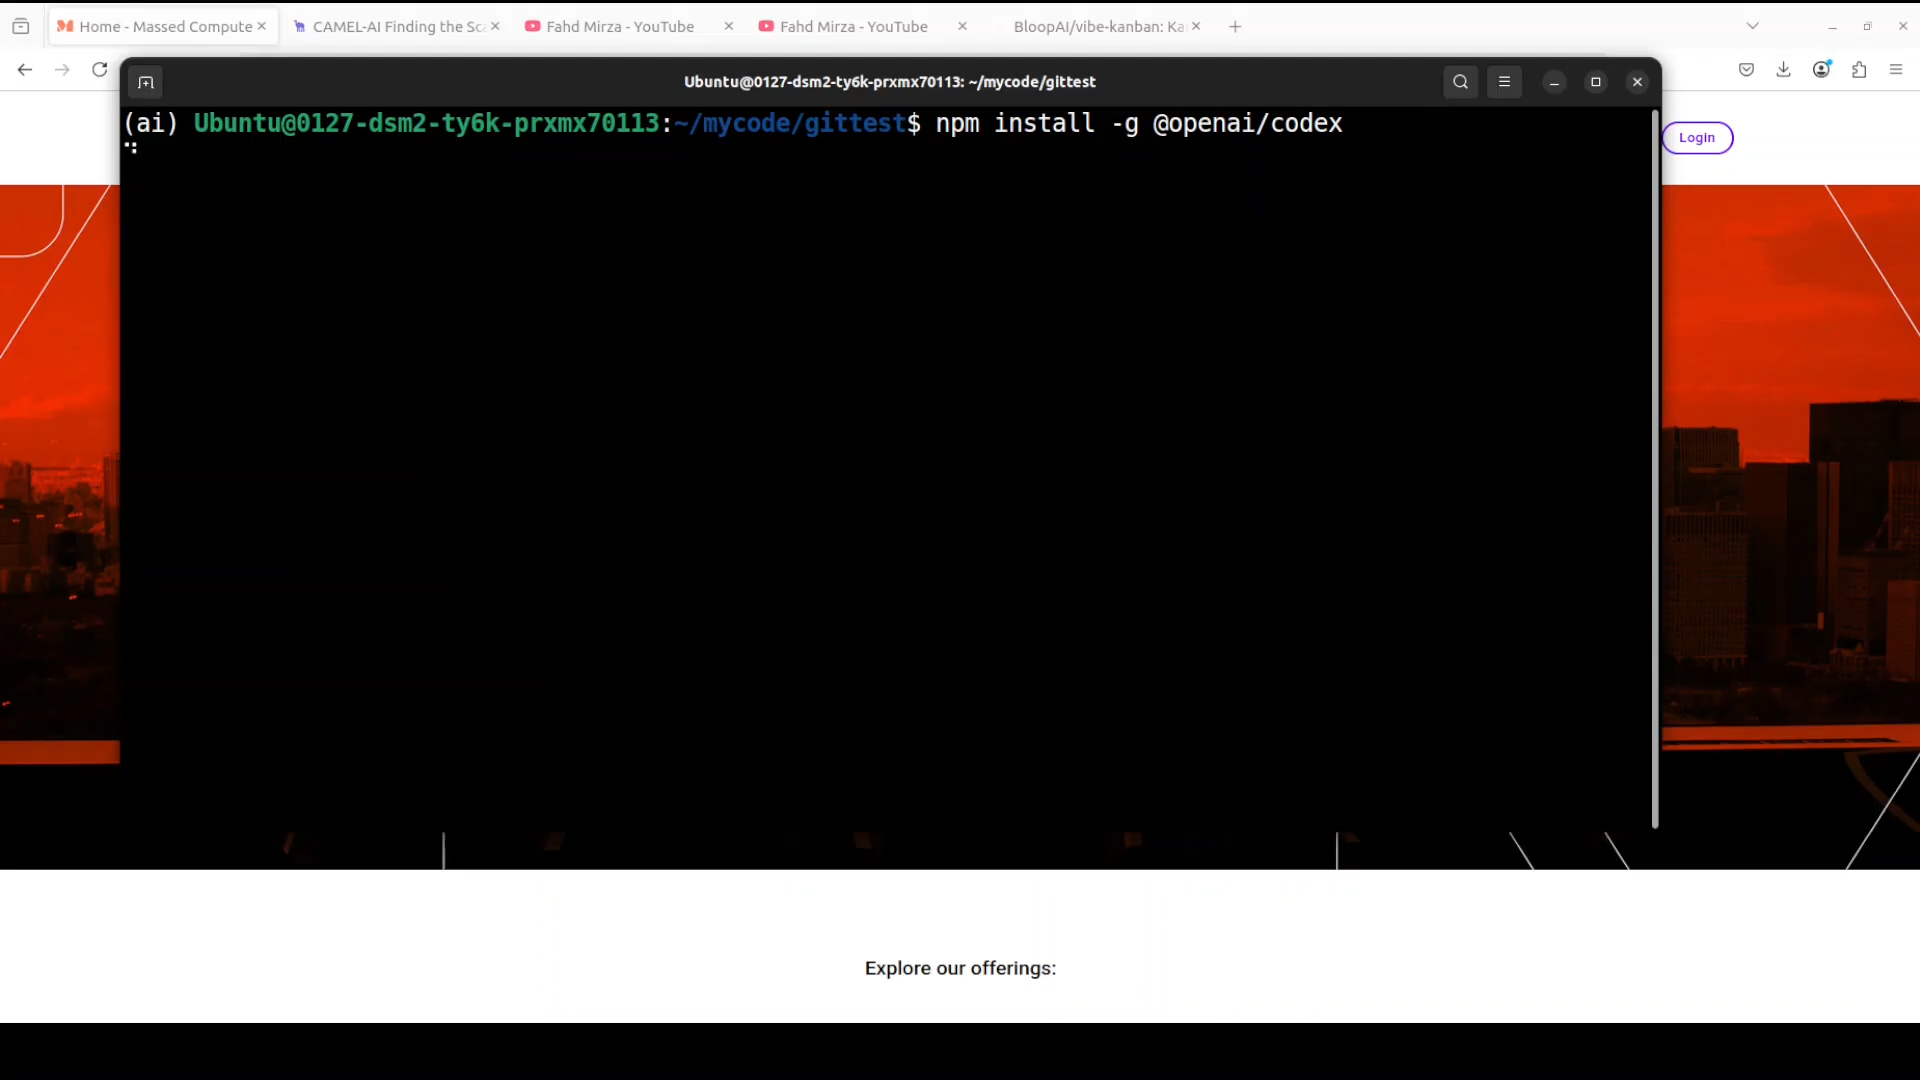 Home - Massed Compute
CAMEL-AI Finding the Sca
Fahd Mirza - YouTube
Fahd Mirza - YouTube
BloopAI/vibe-kanban: Ka
Ubuntu@0127-dsm2-ty6k-prxmx70113: ~/mycode/gittest
(ai) Ubuntu@0127-dsm2-ty6k-prxmx70113:~/mycode/gittest$ npm install -g @openai/codex
Login
Explore our offerings: